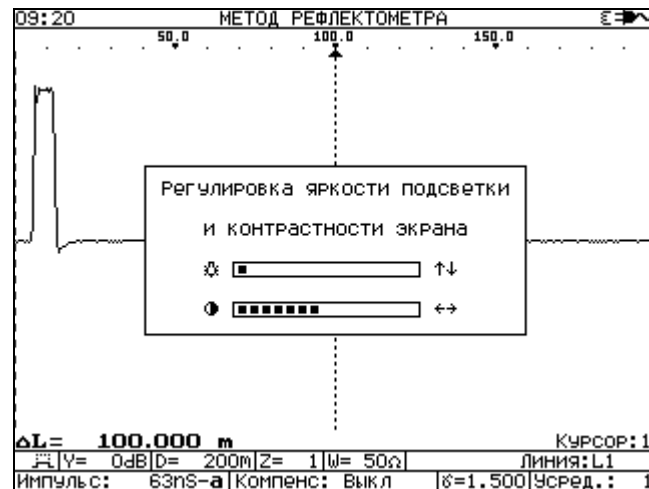 09:20 МЕТОД РЕФЛЕКТОМЕТРА
50.0 100.0 150.0
Регулировка яркости подсветки
и контрастности экрана
↑↓
↔
ΔL= 100.000 m Курсор:1
Y= 0dB D= 200m Z= 1 W= 50Ω Линия:L1
Импульс: 63nS-a Компенс: Выкл ४=1.500 Усред.: 1